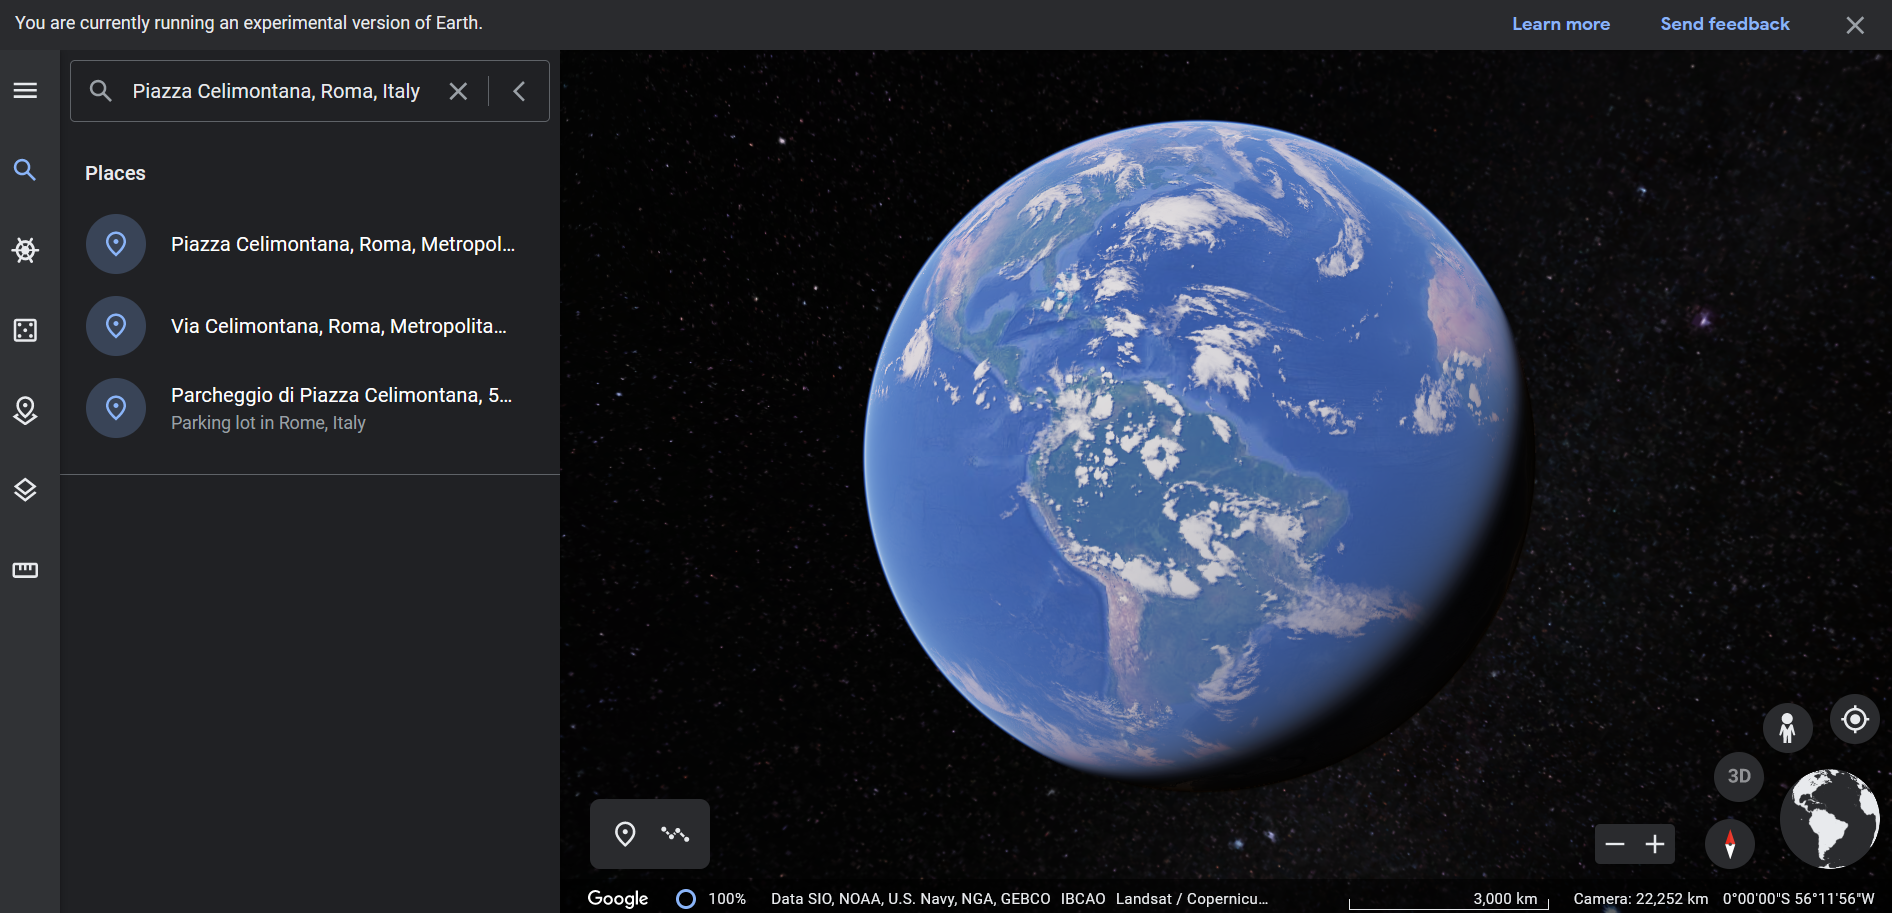 You are currently running an experimental version of Earth.
Learn more
Send feedback
Piazza Celimontana, Roma, Italy
Places
Piazza Celimontana, Roma, Metropol...
Via Celimontana, Roma, Metropolita...
Parcheggio di Piazza Celimontana, 5...
Parking lot in Rome, Italy
3D
Google
100%
Data SIO, NOAA, U.S. Navy, NGA, GEBCO IBCAO Landsat / Copernicu...
3,000 km
Camera: 22,252 km
0°00'00"S 56°11'56"W